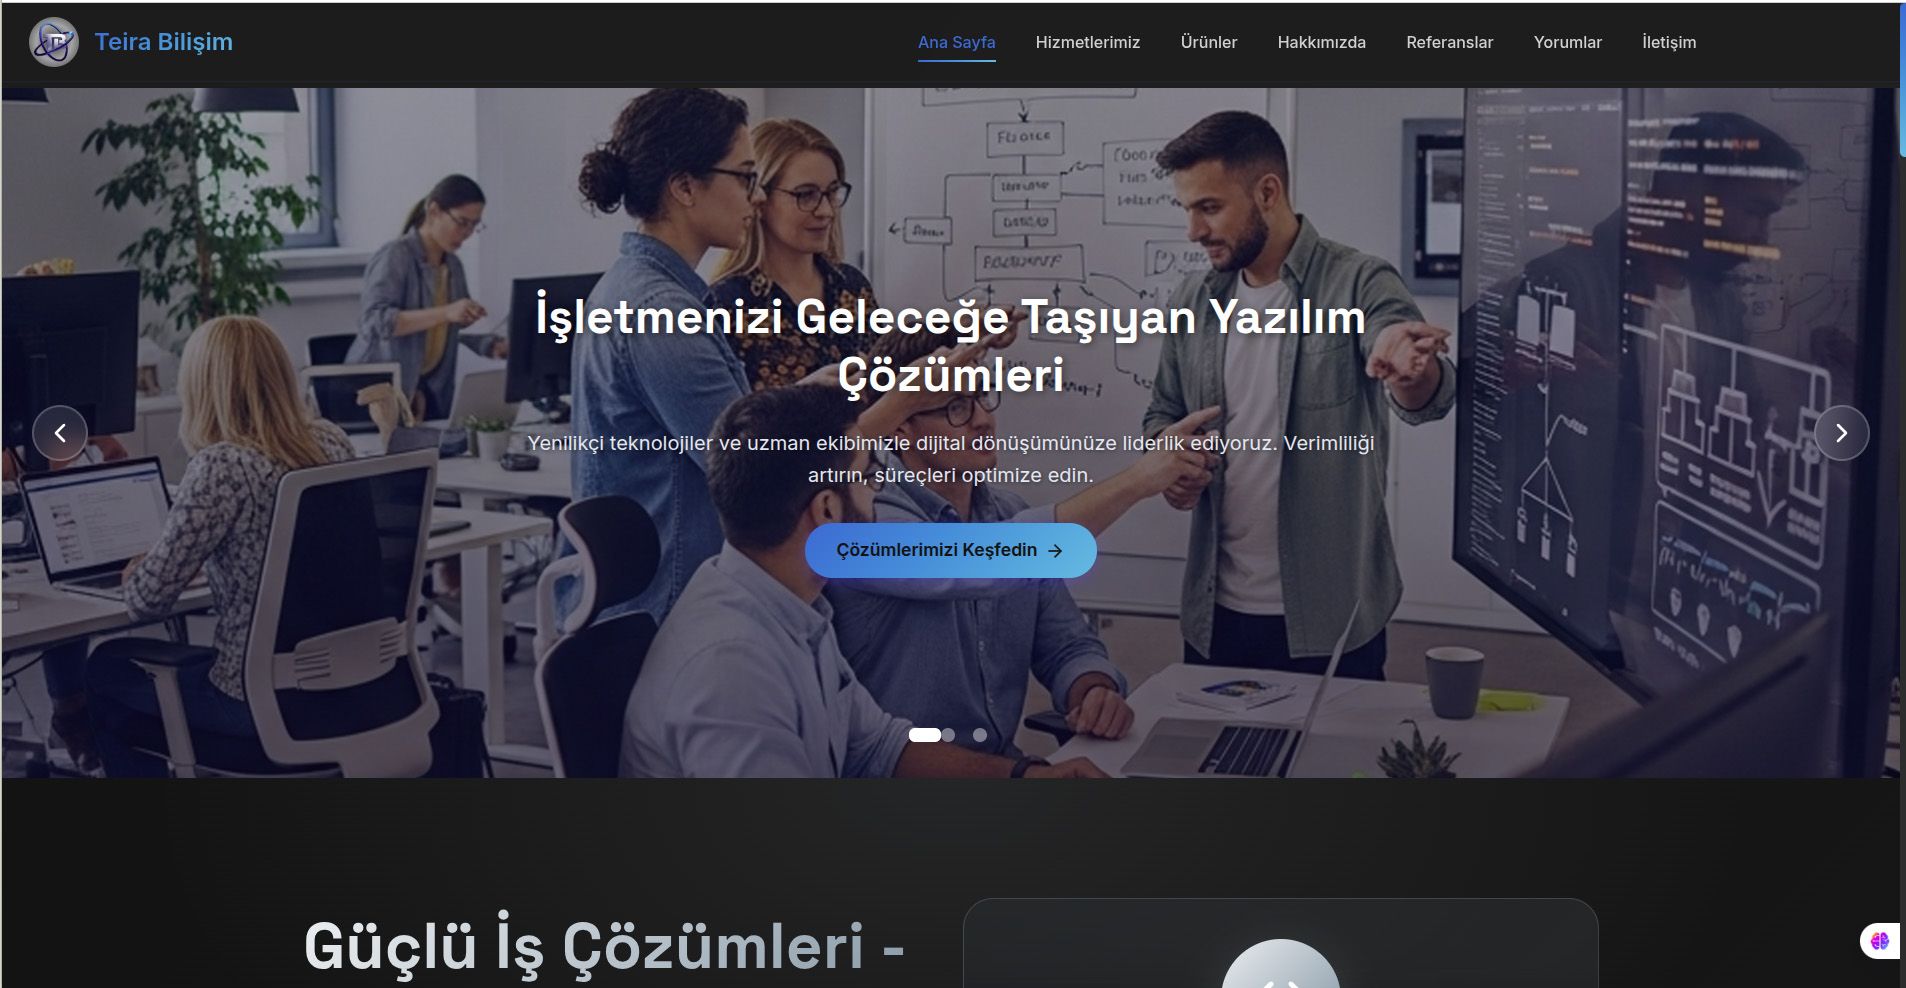 Teira Bilişim
Ana Sayfa
Hizmetlerimiz
Ürünler
Hakkımızda
Referanslar
Yorumlar
İletişim
İşletmenizi Geleceğe Taşıyan Yazılım
Çözümleri
Yenilikçi teknolojiler ve uzman ekibimizle dijital dönüşümünüze liderlik ediyoruz. Verimliliği
artırın, süreçleri optimize edin.
Çözümlerimizi Keşfedin →
Güçlü İş Çözümleri -